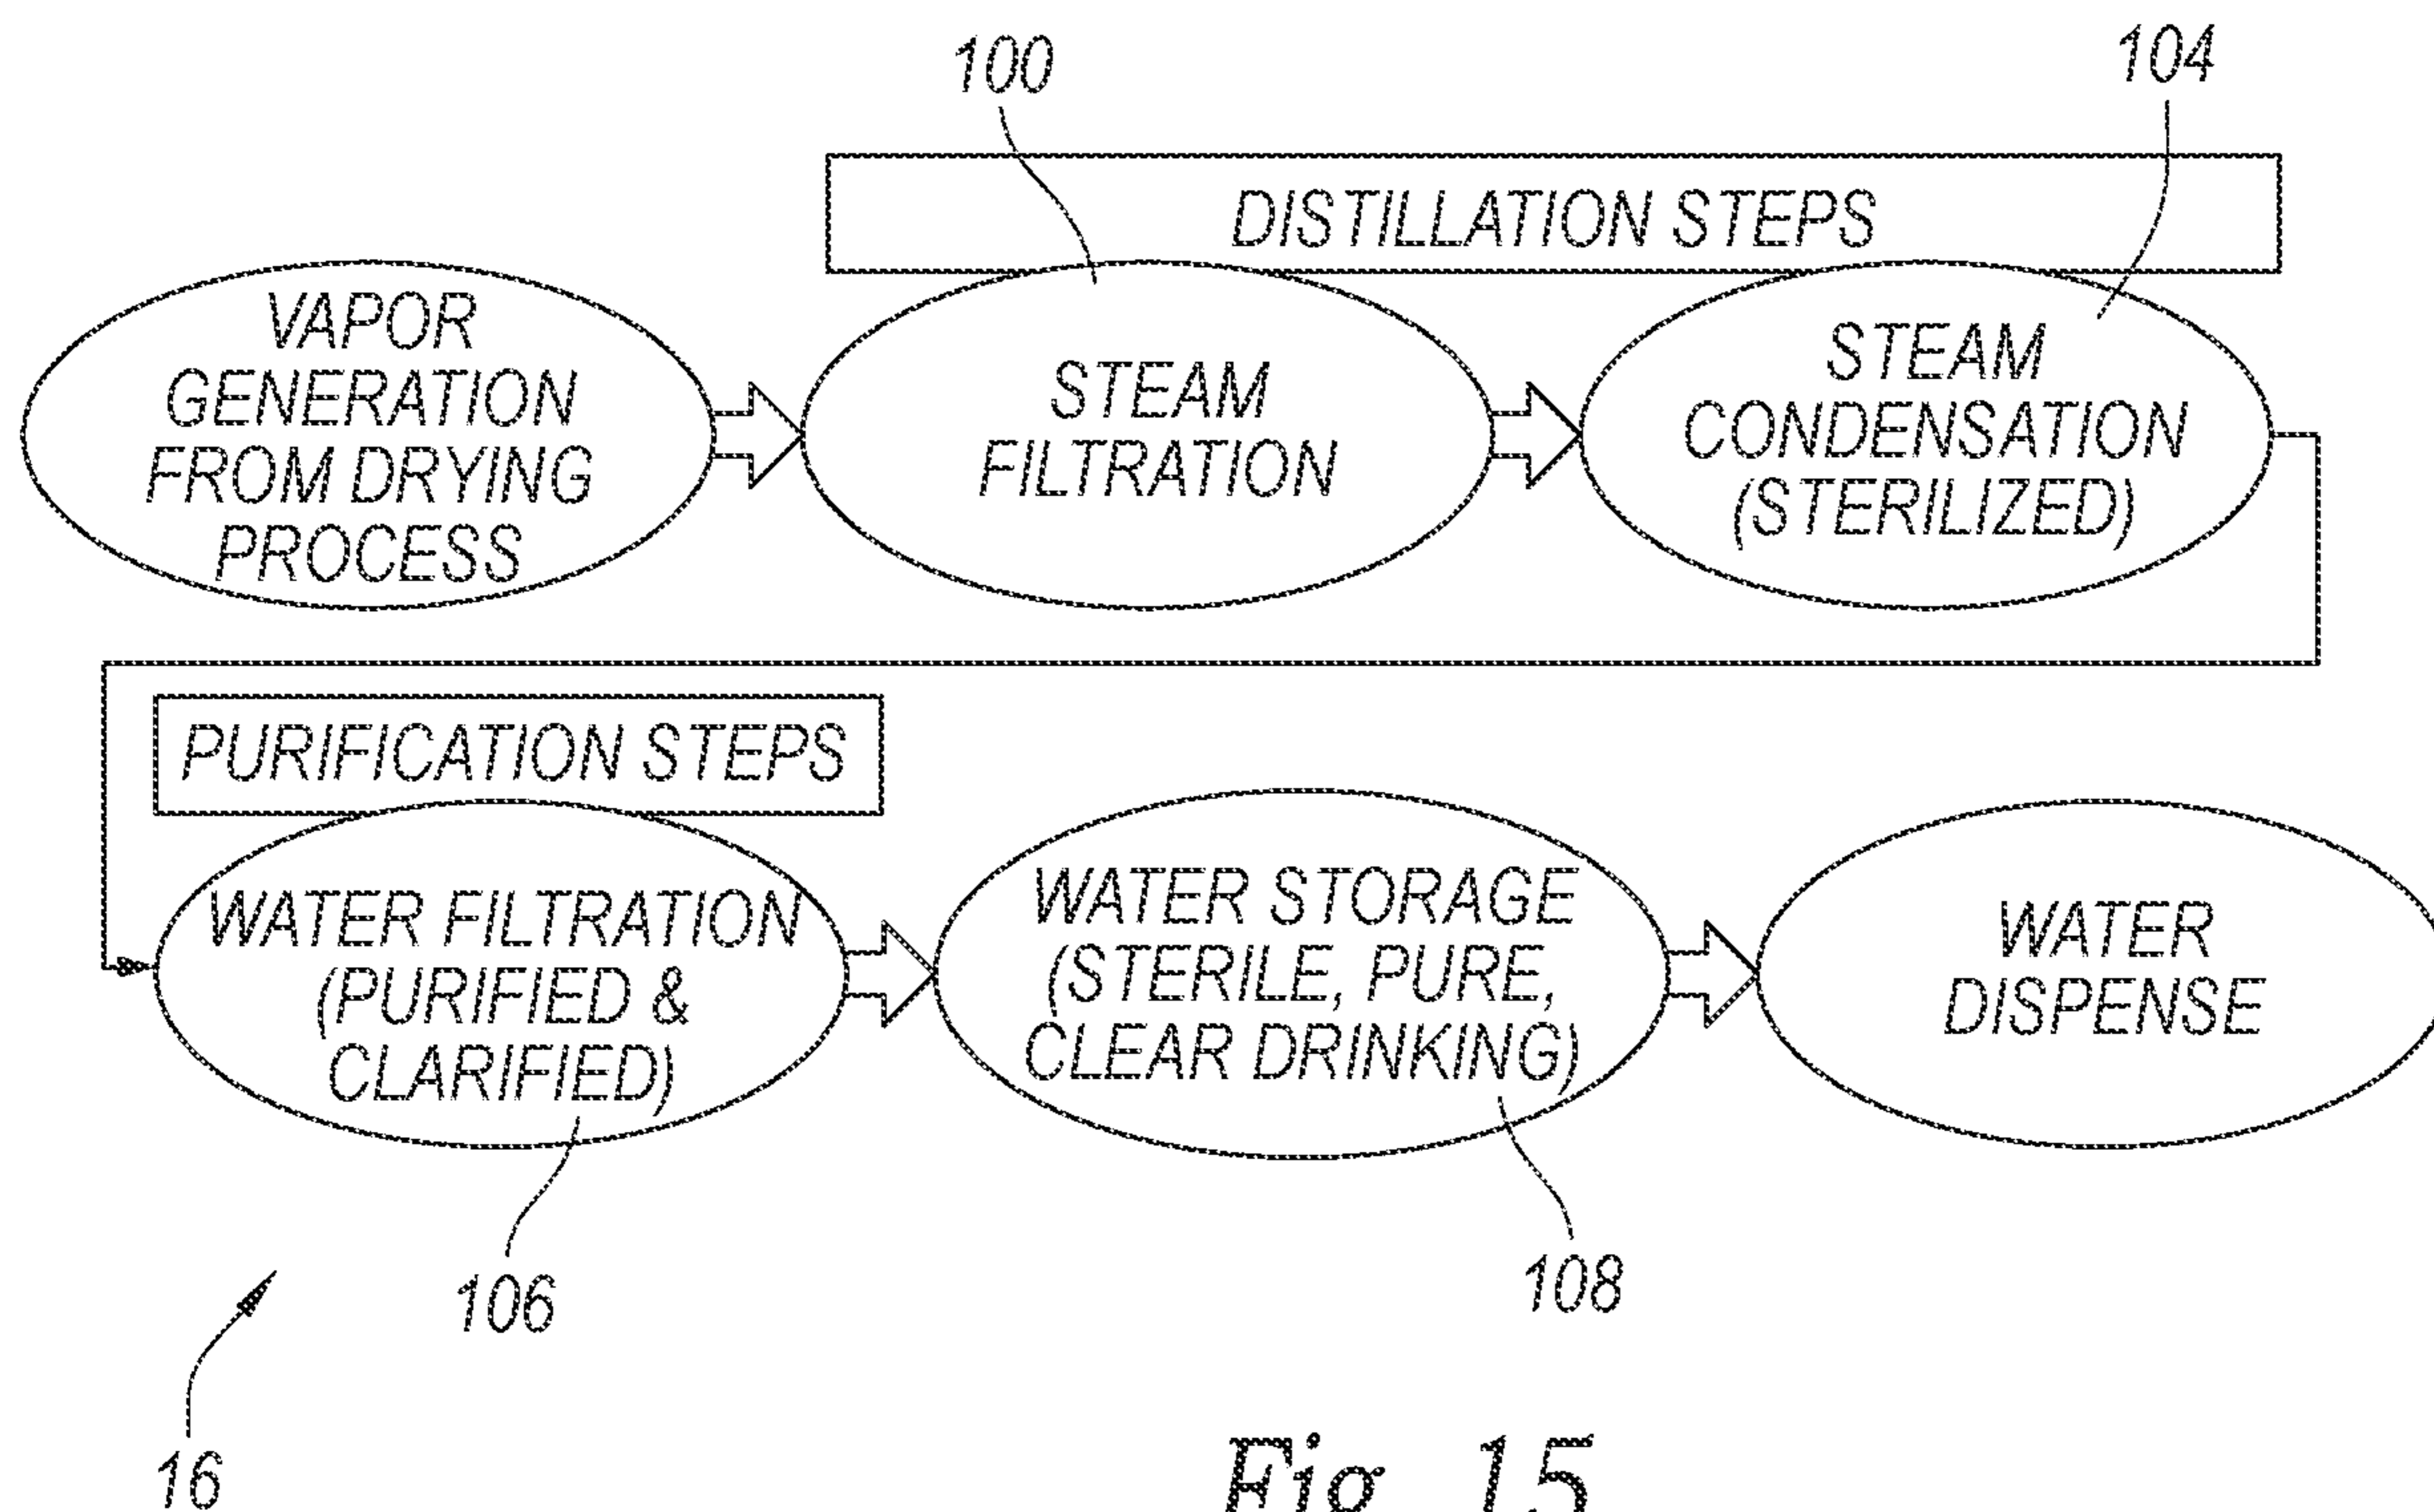 100
104
DISTILLATION STEPS
VAPOR
GENERATION
FROM DRYING
PROCESS
STEAM
FILTRATION
STEAM
CONDENSATION
(STERILIZED)
PURIFICATION STEPS
WATER FILTRATION
(PURIFIED &
CLARIFIED)
WATER STORAGE
(STERILE, PURE,
CLEAR DRINKING)
WATER
DISPENSE
106
108
16
Fig. 15